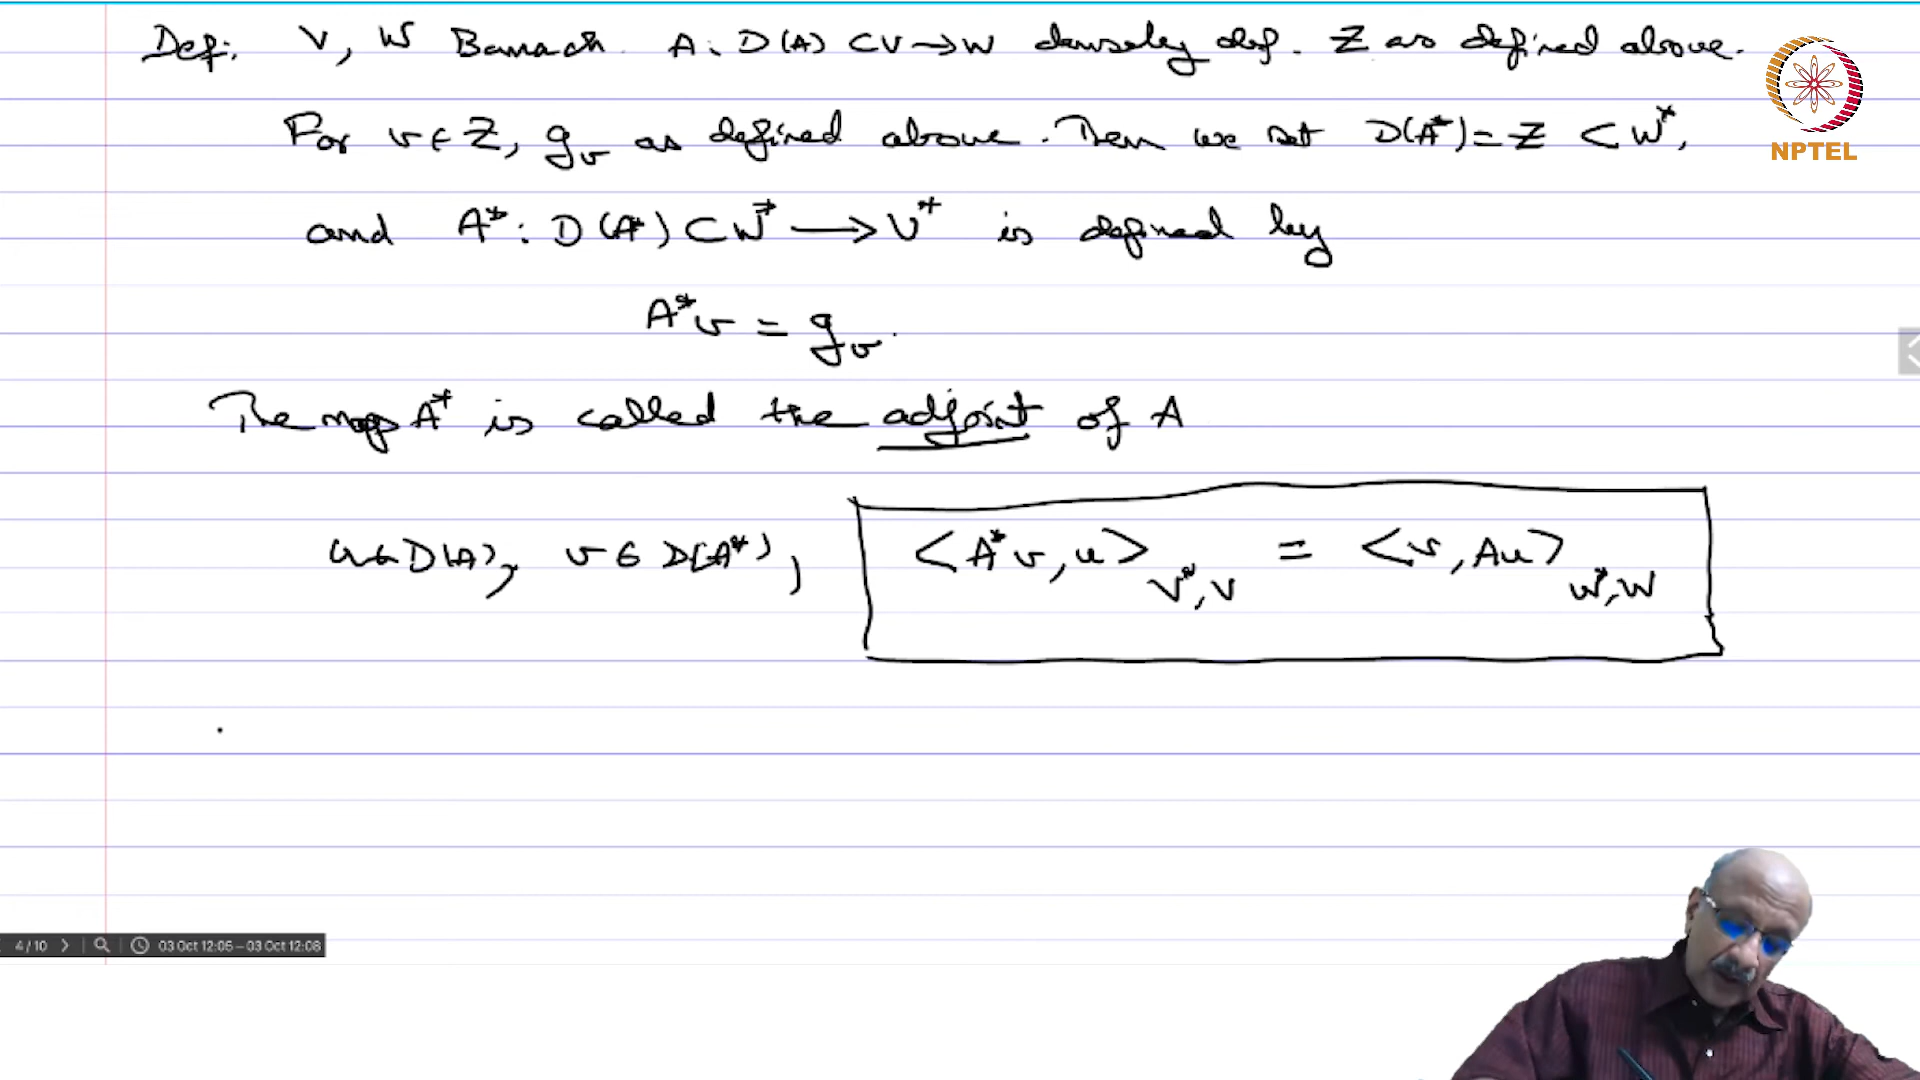 Def: V, W Banach. A: D(A) ⊂ V → W densely def. Z as defined above.
NPTEL
For v ∈ Z, g_v as defined above. Then we set D(A*) = Z ⊂ W*,
and A*: D(A*) ⊂ W* → V* is defined by
A*v = g_v.
The map A* is called the adjoint of A
u ∈ D(A), v ∈ D(A*), <A*v, u>_{V*,V} = <v, Au>_{W*,W}
4/10 03 Oct 12:05 – 03 Oct 12:08